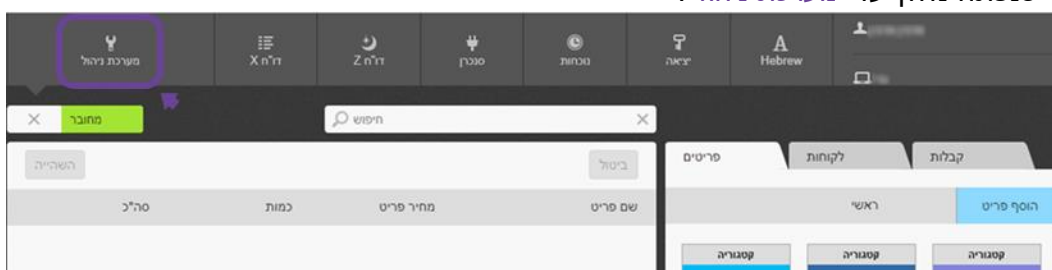 Hebrew
יציאה
נוכחות
סנכרן
דו"ח Z
דו"ח X
מערכת ניהול
חיפוש
מחובר
קבלות
לקוחות
פריטים
ביטול
השהייה
הוסף פריט
ראשי
שם פריט
מחיר פריט
כמות
סה"כ
קטגוריה
קטגוריה
קטגוריה